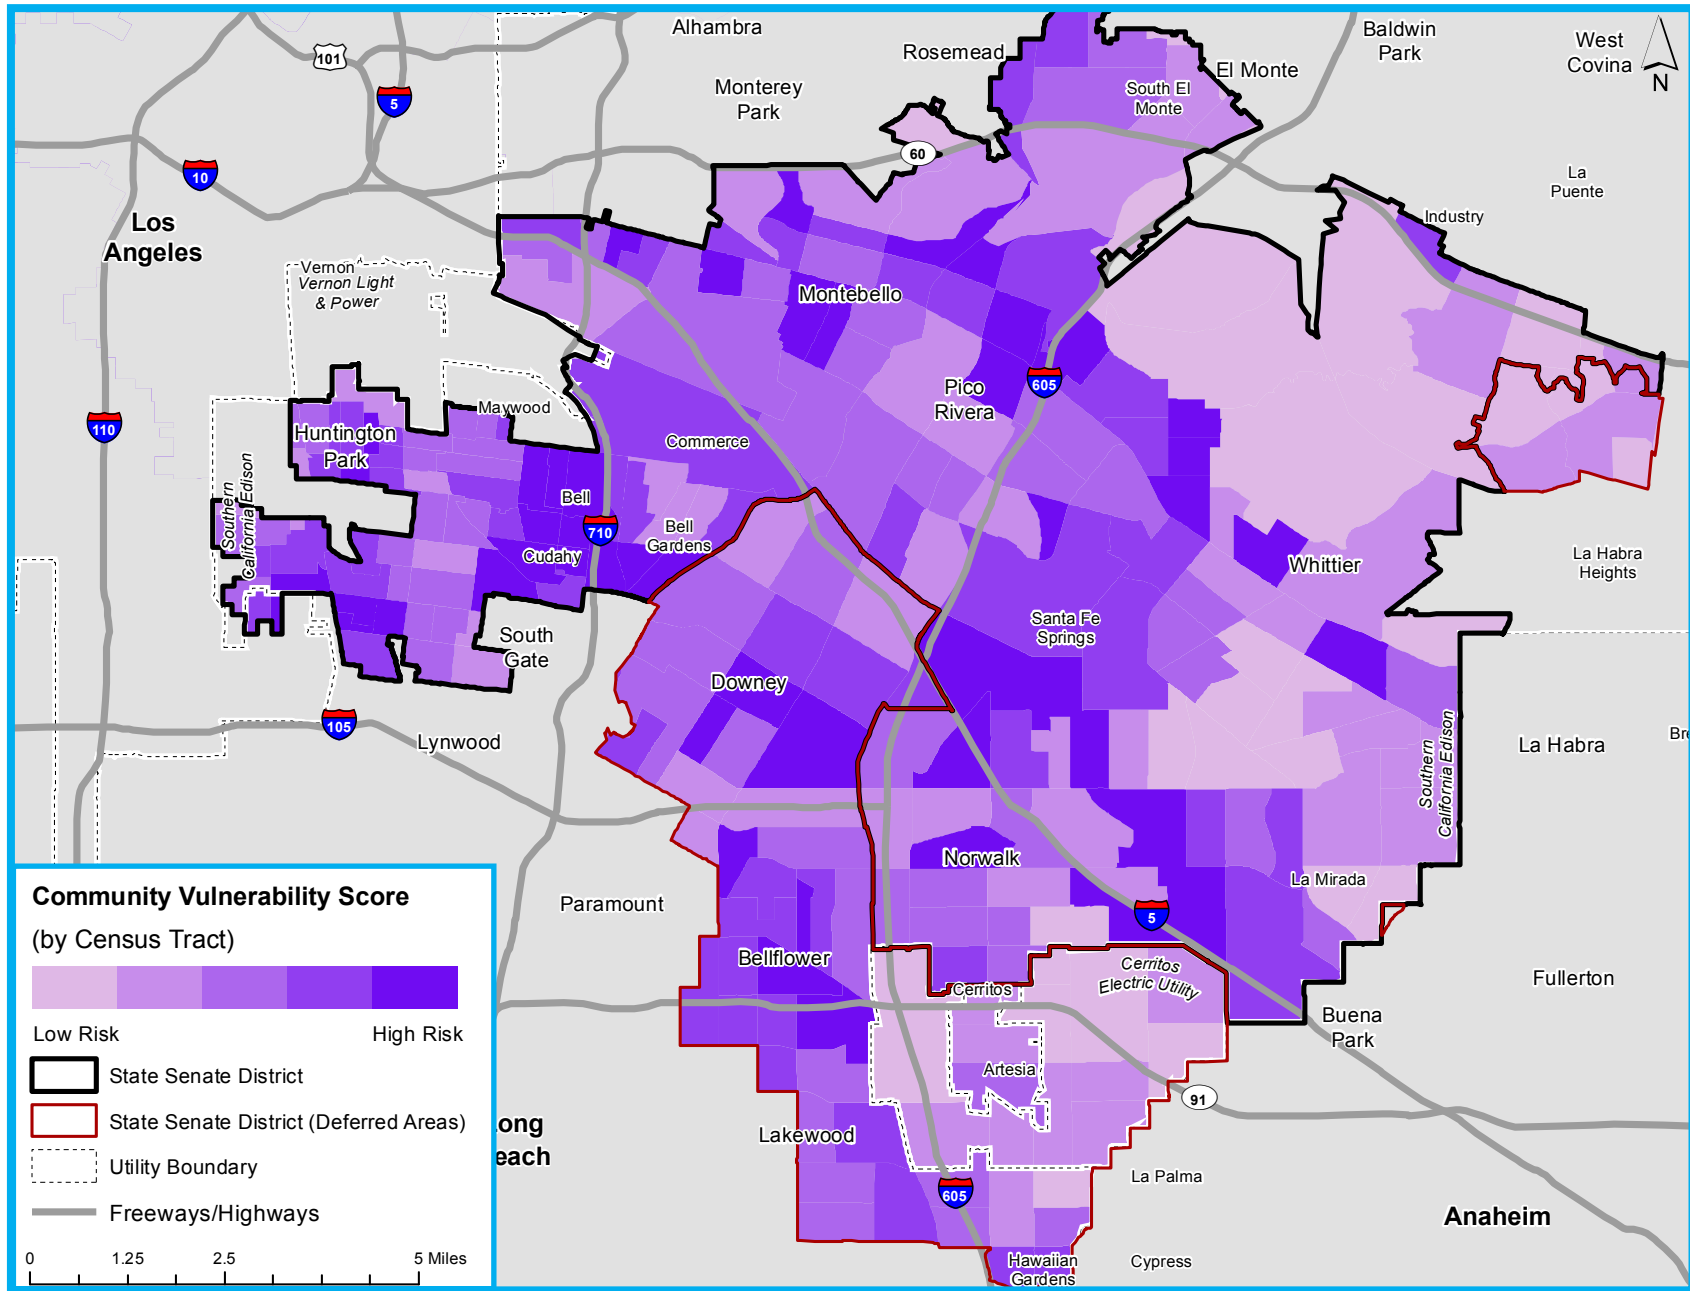 Alhambra
Baldwin
Park
West
Covina
N
Rosemead
El Monte
101
5
Monterey
Park
South El
Monte
60
10
La
Puente
Los
Angeles
Industry
Vernon
Vernon Light
& Power
Montebello
605
Pico
Rivera
Maywood
110
Huntington
Park
Commerce
Southern
California Edison
Bell
710
Bell
Gardens
Cudahy
Whittier
La Habra
Heights
Santa Fe
Springs
South
Gate
Downey
105
Lynwood
Southern
California Edison
La Habra
Bre
Norwalk
La Mirada
Paramount
5
Bellflower
Cerritos
Electric Utility
Cerritos
Fullerton
Buena
Park
Artesia
91
Lakewood
ong
each
La Palma
605
Anaheim
Hawaiian
Gardens
Cypress
Community Vulnerability Score
(by Census Tract)
Low Risk High Risk
State Senate District
State Senate District (Deferred Areas)
Utility Boundary
Freeways/Highways
0 1.25 2.5 5 Miles